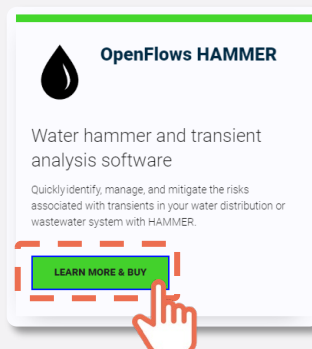 OpenFlows HAMMER
Water hammer and transient
analysis software
Quickly identify, manage, and mitigate the risks
associated with transients in your water distribution or
wastewater system with HAMMER.
LEARN MORE & BUY